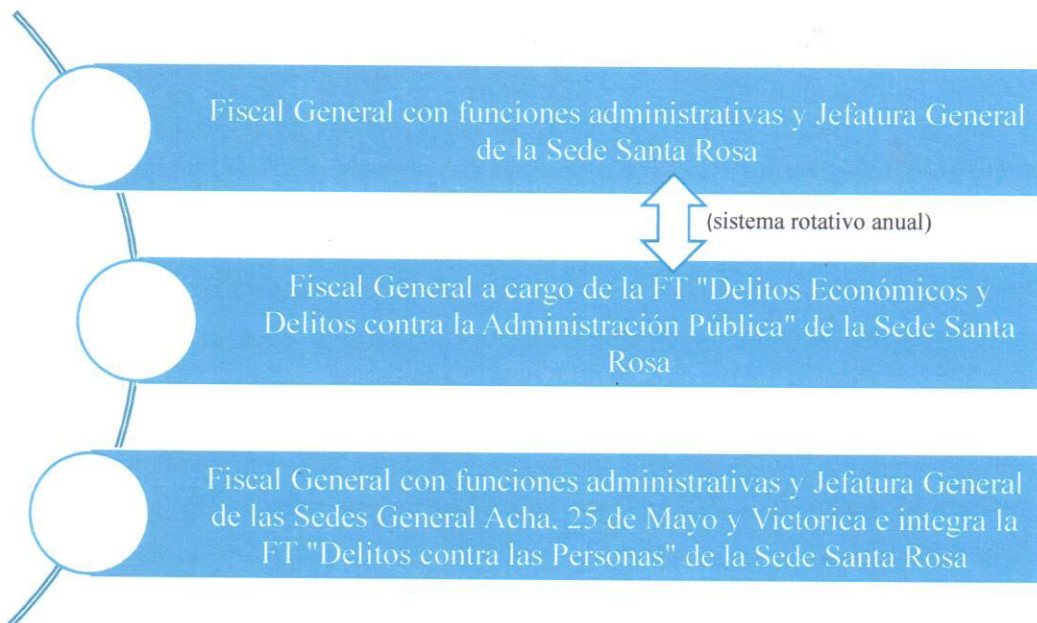 Fiscal General con funciones administrativas y Jefatura General
de la Sede Santa Rosa
(sistema rotativo anual)
Fiscal General a cargo de la FT "Delitos Económicos y
Delitos contra la Administración Pública" de la Sede Santa
Rosa
Fiscal General con funciones administrativas y Jefatura General
de las Sedes General Acha, 25 de Mayo y Victorica e integra la
FT "Delitos contra las Personas" de la Sede Santa Rosa